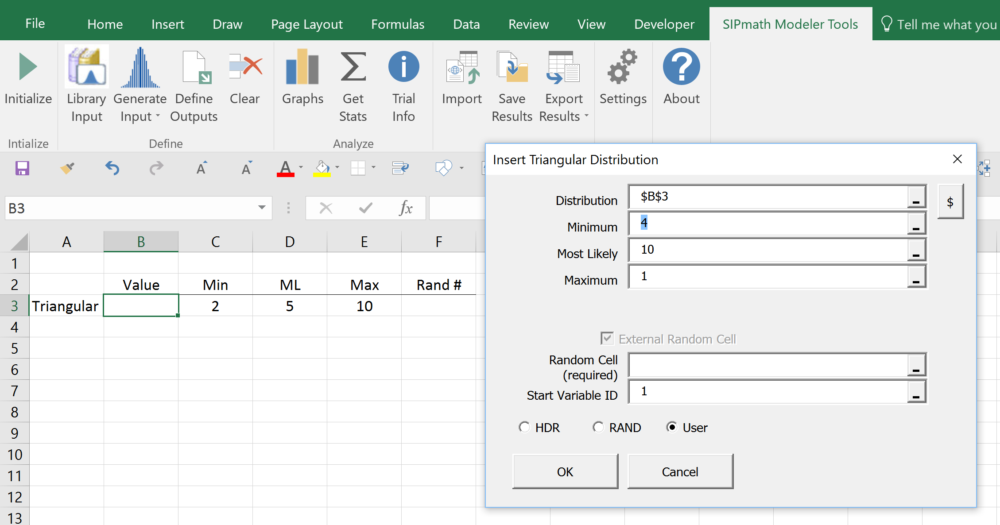 File Home Insert Draw Page Layout Formulas Data Review View Developer SIPmath Modeler Tools Tell me what you
Initialize Library Input Generate Input Define Outputs Clear Graphs Get Stats Trial Info Import Save Results Export Results Settings About
Intialize Define Analyze
A A A
B3 fx
Insert Triangular Distribution
Distribution $B$3 $
Minimum 4
Most Likely 10
Maximum 1
External Random Cell
Random Cell
(required)
Start Variable ID 1
HDR RAND User
OK Cancel
A B C D E F
1
2 Value Min ML Max Rand #
3 Triangular 2 5 10
4
5
6
7
8
9
10
11
12
13